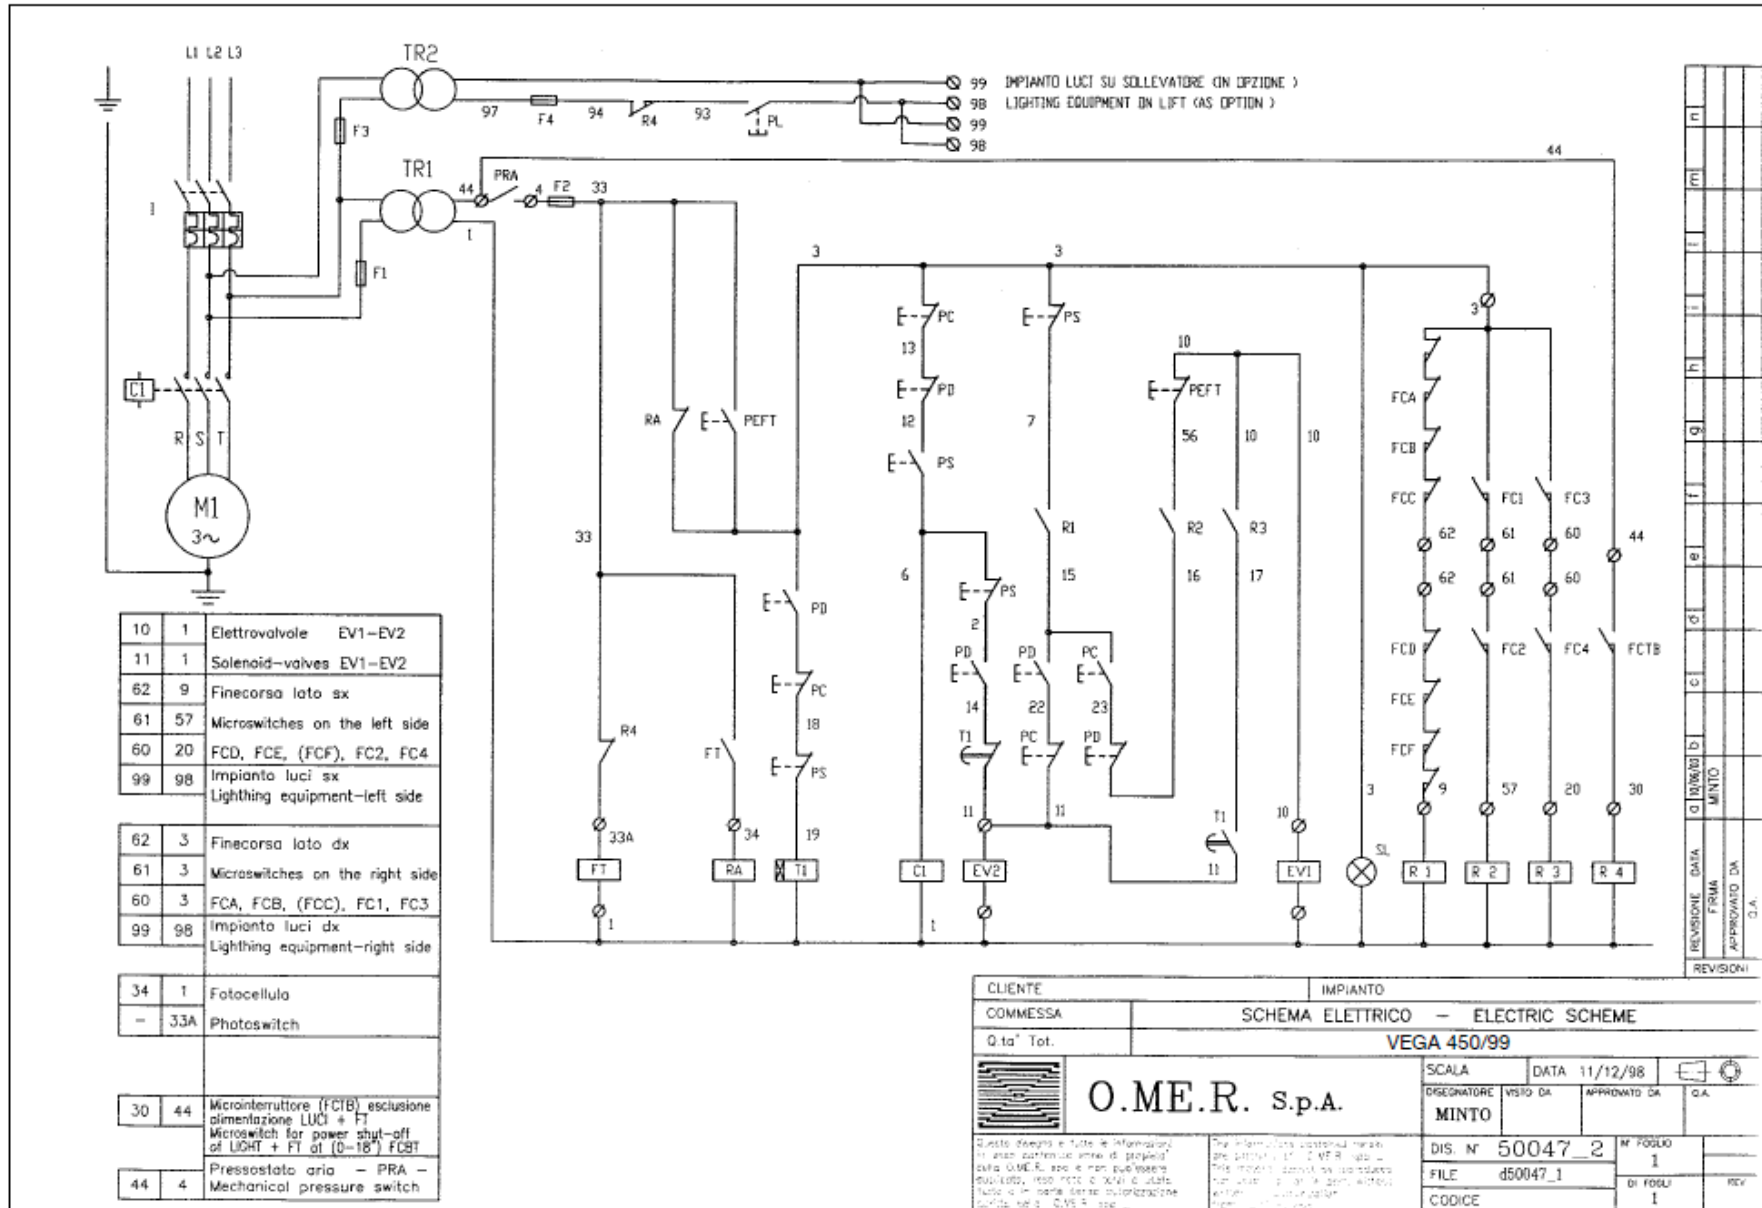 L1 L2 L3
TR2
99 IMPIANTO LUCI SU SOLLEVATORE (IN OPZIONE )
98 LIGHTING EQUIPMENT ON LIFT (AS OPTION )
97 F4 94 R4 93 PL
99
98
F3
TR1
44 PRA 4 F2 33
44
1
I
F1
3 3
3
PC PS
13
10
C1
PD PEFT
FCA
RA PEFT 12 7
R S T
56 10 10
FCB
PS
M1
3~
FCC FC1 FC3
R1 R2 R3
33
62 61 60 44
6 15 16 17
62 61 60
PS
PD
2
PD PD PC
FCD FC2 FC4 FCTB
PC
FCE
14 22 23
18
R4 FT
T1 PC PD
FCF
PS
3 9 57 20 30
33A 34 19
11 11 10
T1
S1
11
FT RA T1 C1 EV2 EV1 R 1 R 2 R 3 R 4
1 1
10 1 Elettrovalvole EV1-EV2
11 1 Solenoid-valves EV1-EV2
62 9 Finecorsa lato sx
61 57 Microswitches on the left side
60 20 FCD, FCE, (FCF), FC2, FC4
99 98 Impianto luci sx
Lighthing equipment-left side
62 3 Finecorsa lato dx
61 3 Microswitches on the right side
60 3 FCA, FCB, (FCC), FC1, FC3
99 98 Impianto luci dx
Lighthing equipment-right side
34 1 Fotocellula
- 33A Photoswitch
30 44 Microinterruttore (FCTB) esclusione
alimentazione LUCI + FT
Microswitch for power shut-off
of LIGHT + FT at (0-18") FCBT
Pressostato aria - PRA -
44 4 Mechanical pressure switch
n
m
l
i
h
g
f
e
d
c
b
a 10/06/03 MINTO
REVISIONE DATA
FIRMA
APPROVATO DA
Q.A.
REVISIONI
CLIENTE IMPIANTO
COMMESSA SCHEMA ELETTRICO - ELECTRIC SCHEME
Q.ta' Tot. VEGA 450/99
O.ME.R. S.p.A.
SCALA DATA 11/12/98
DISEGNATORE VISTO DA APPROVATO DA Q.A.
MINTO
DIS. N° 50047_2 N° FOGLIO
1
FILE d50047_1 DI FOGLI REV
CODICE 1